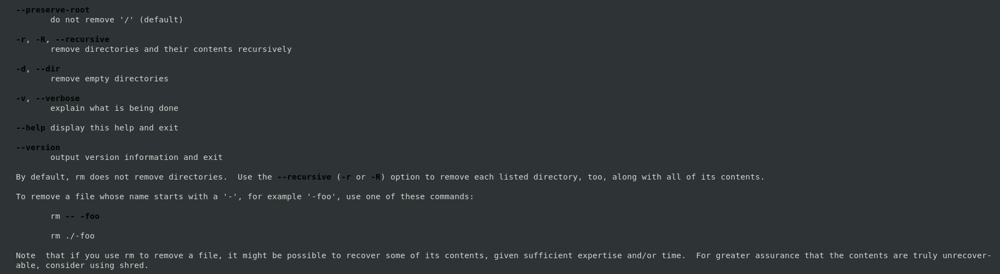 --preserve-root
do not remove '/' (default)
-r, -R, --recursive
remove directories and their contents recursively
-d, --dir
remove empty directories
-v, --verbose
explain what is being done
--help display this help and exit
--version
output version information and exit
By default, rm does not remove directories.  Use the --recursive (-r or -R) option to remove each listed directory, too, along with all of its contents.
To remove a file whose name starts with a '-', for example '-foo', use one of these commands:
rm -- -foo
rm ./-foo
Note  that if you use rm to remove a file, it might be possible to recover some of its contents, given sufficient expertise and/or time.  For greater assurance that the contents are truly unrecover-
able, consider using shred.